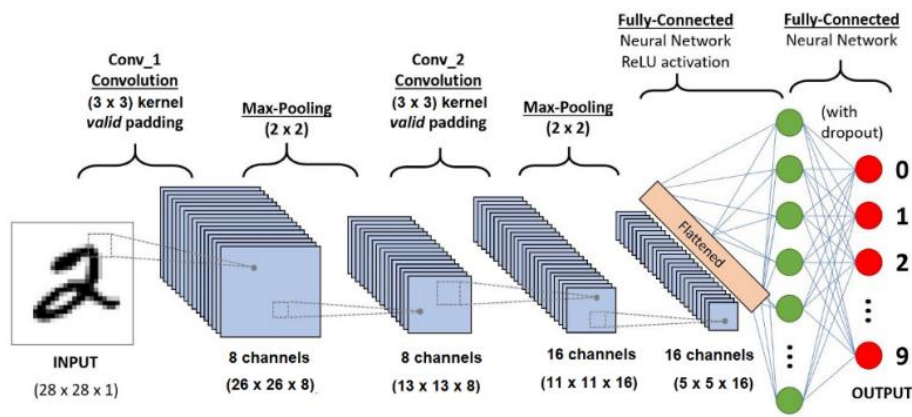 Conv_1
Convolution
(3 x 3) kernel
valid padding
Max-Pooling
(2 x 2)
Conv_2
Convolution
(3 x 3) kernel
valid padding
Max-Pooling
(2 x 2)
Fully-Connected
Neural Network
ReLU activation
Fully-Connected
Neural Network
(with
dropout)
Flattened
0
1
2
9
OUTPUT
2
INPUT
(28 x 28 x 1)
8 channels
(26 x 26 x 8)
8 channels
(13 x 13 x 8)
16 channels
(11 x 11 x 16)
16 channels
(5 x 5 x 16)